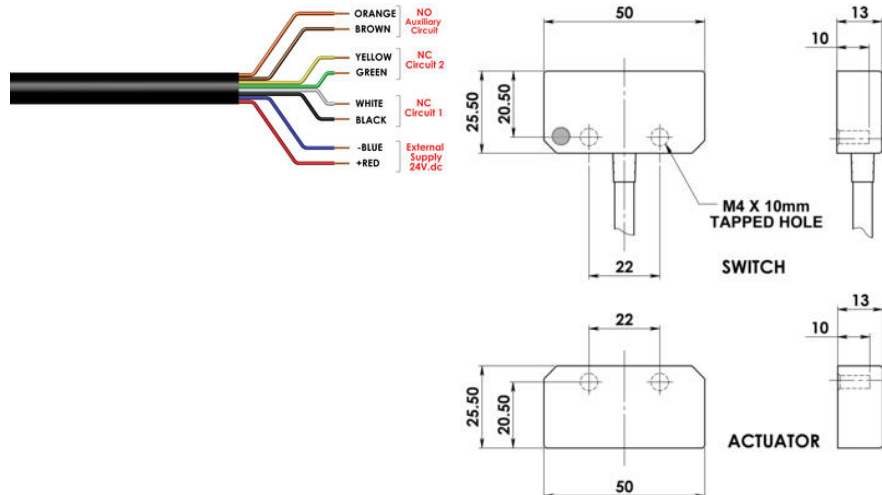 ORANGE
BROWN
NO
Auxiliary
Circuit
YELLOW
GREEN
NC
Circuit 2
WHITE
BLACK
NC
Circuit 1
-BLUE
+RED
External
Supply
24V.dc
50
13
10
25.50
20.50
M4 X 10mm
TAPPED HOLE
22
SWITCH
22
13
10
25.50
20.50
ACTUATOR
50